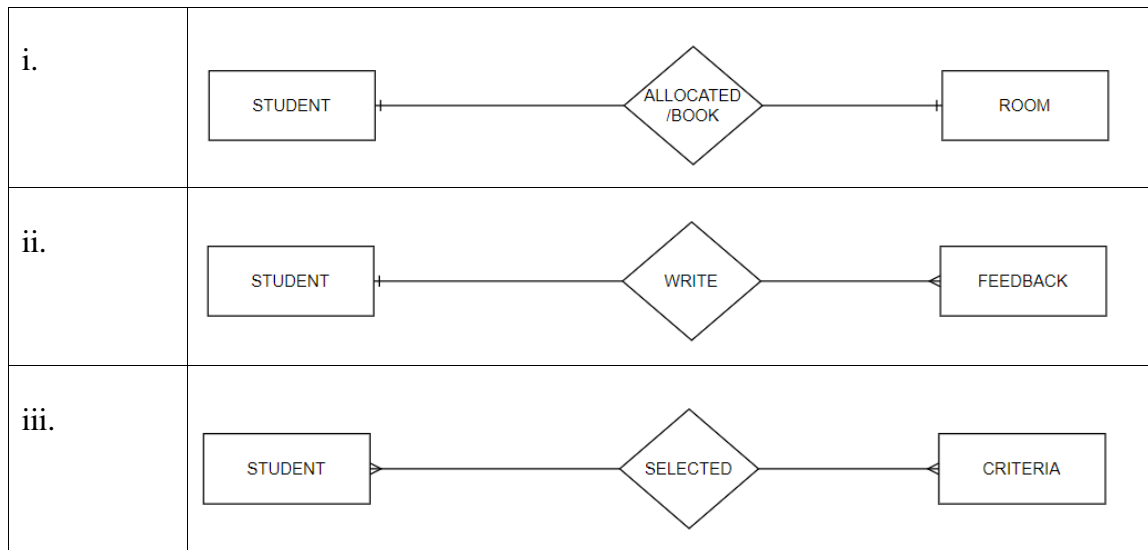 i.
STUDENT
ALLOCATED
/BOOK
ROOM
ii.
STUDENT
WRITE
FEEDBACK
iii.
STUDENT
SELECTED
CRITERIA